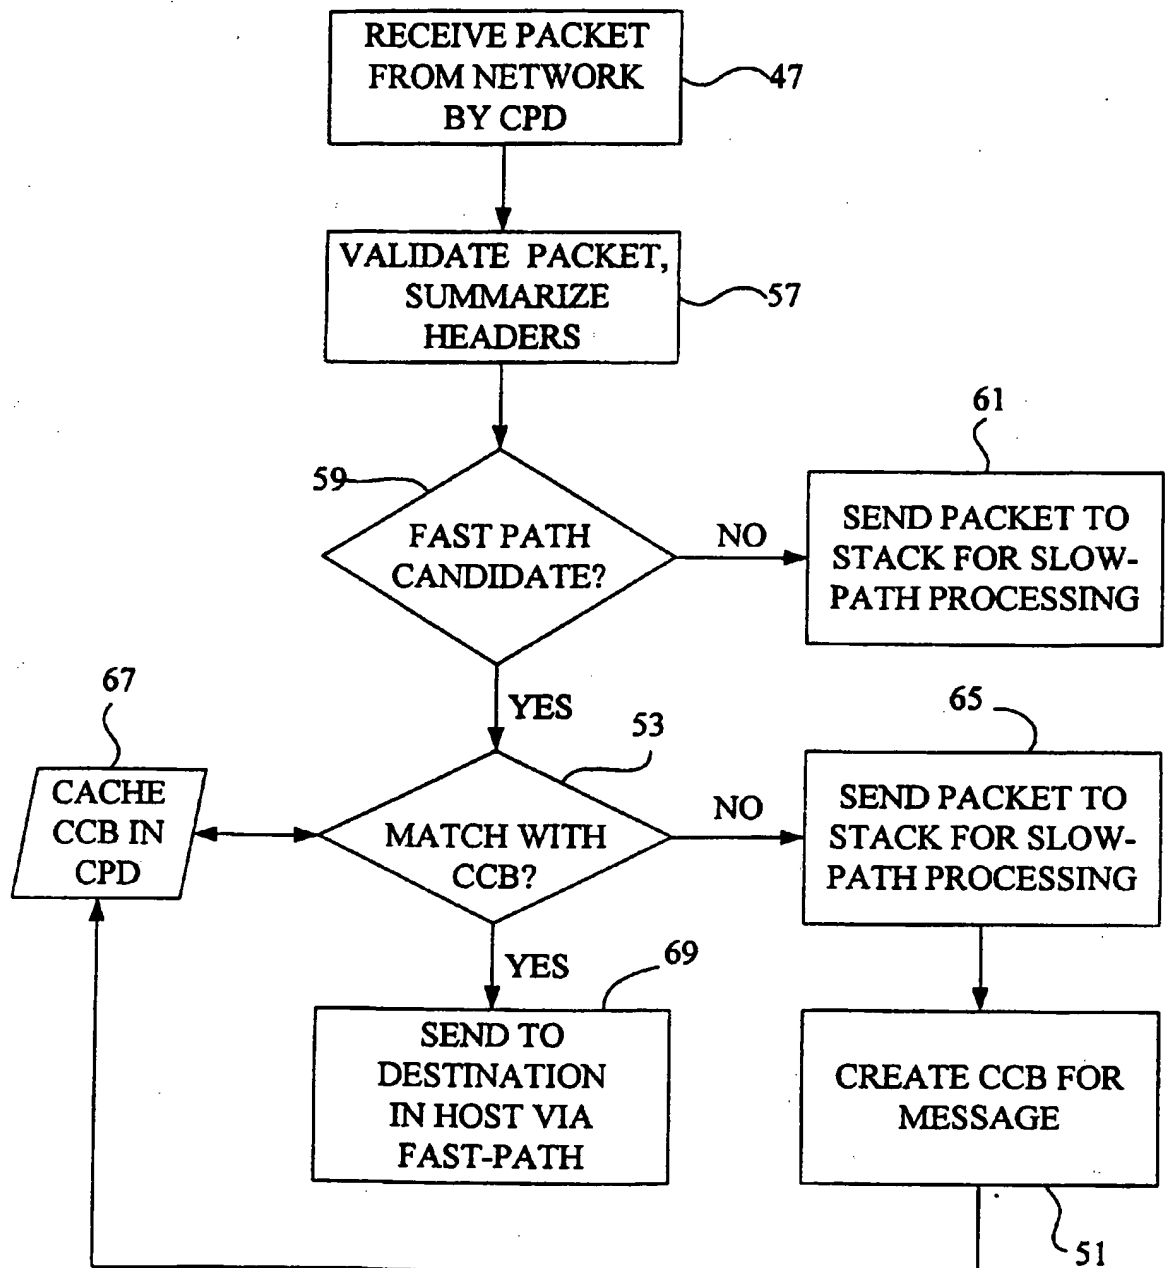 RECEIVE PACKET
FROM NETWORK
BY CPD
47
VALIDATE PACKET,
SUMMARIZE
HEADERS
57
59
FAST PATH
CANDIDATE?
NO
61
SEND PACKET TO
STACK FOR SLOW-
PATH PROCESSING
YES
67
CACHE
CCB IN
CPD
53
MATCH WITH
CCB?
NO
65
SEND PACKET TO
STACK FOR SLOW-
PATH PROCESSING
YES
69
SEND TO
DESTINATION
IN HOST VIA
FAST-PATH
CREATE CCB FOR
MESSAGE
51